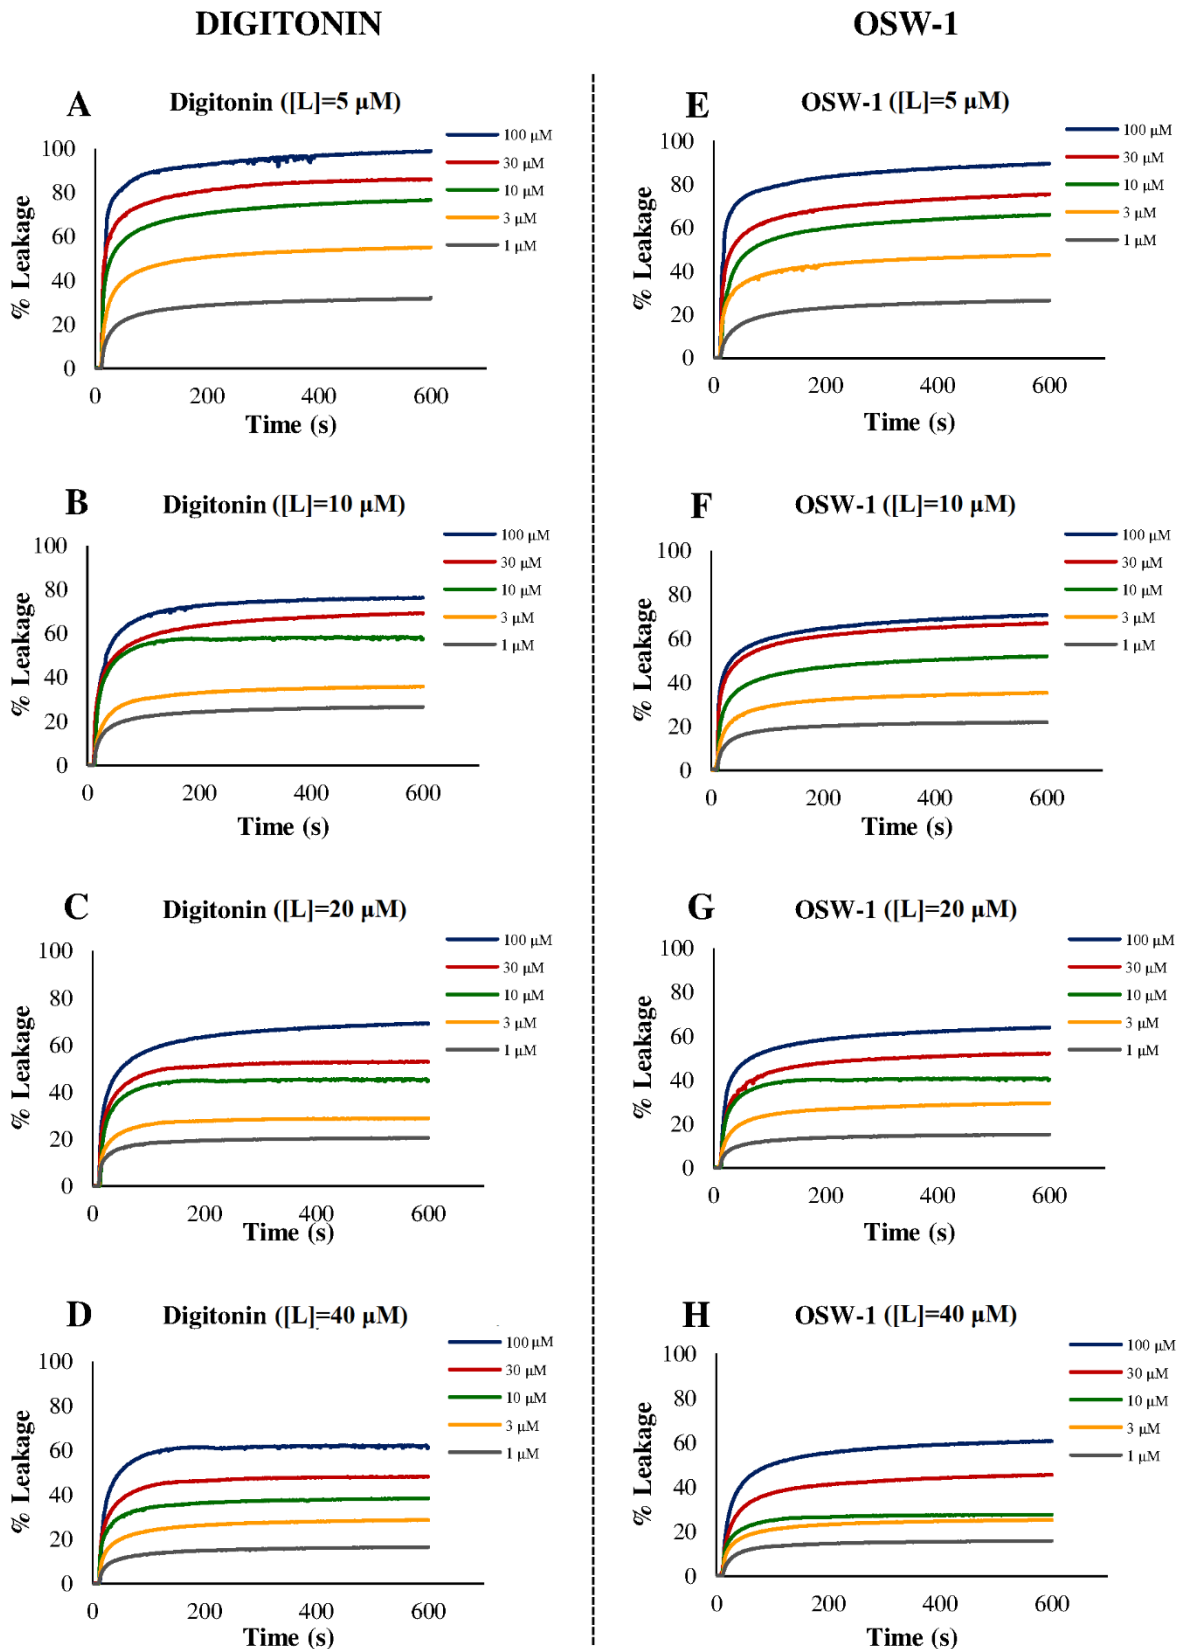 DIGITONIN
OSW-1
A
Digitonin ([L]=5 µM)
% Leakage
100
80
60
40
20
0
0 200 400 600
Time (s)
100 µM
30 µM
10 µM
3 µM
1 µM
E
OSW-1 ([L]=5 µM)
% Leakage
100
80
60
40
20
0
0 200 400 600
Time (s)
100 µM
30 µM
10 µM
3 µM
1 µM
B
Digitonin ([L]=10 µM)
% Leakage
100
80
60
40
20
0
0 200 400 600
Time (s)
100 µM
30 µM
10 µM
3 µM
1 µM
F
OSW-1 ([L]=10 µM)
% Leakage
100
80
60
40
20
0
0 200 400 600
Time (s)
100 µM
30 µM
10 µM
3 µM
1 µM
C
Digitonin ([L]=20 µM)
% Leakage
100
80
60
40
20
0
0 200 400 600
Time (s)
100 µM
30 µM
10 µM
3 µM
1 µM
G
OSW-1 ([L]=20 µM)
% Leakage
100
80
60
40
20
0
0 200 400 600
Time (s)
100 µM
30 µM
10 µM
3 µM
1 µM
D
Digitonin ([L]=40 µM)
% Leakage
100
80
60
40
20
0
0 200 400 600
Time (s)
100 µM
30 µM
10 µM
3 µM
1 µM
H
OSW-1 ([L]=40 µM)
% Leakage
100
80
60
40
20
0
0 200 400 600
Time (s)
100 µM
30 µM
10 µM
3 µM
1 µM